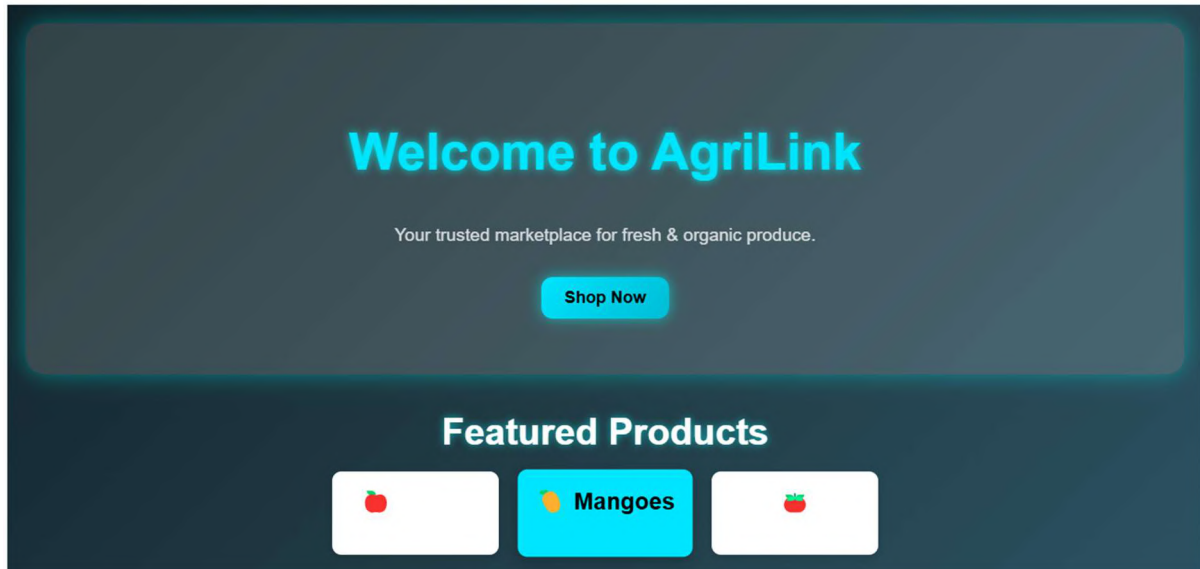 Welcome to AgriLink
Your trusted marketplace for fresh & organic produce.
Shop Now
Featured Products
🍎
🥭 Mangoes
🍅